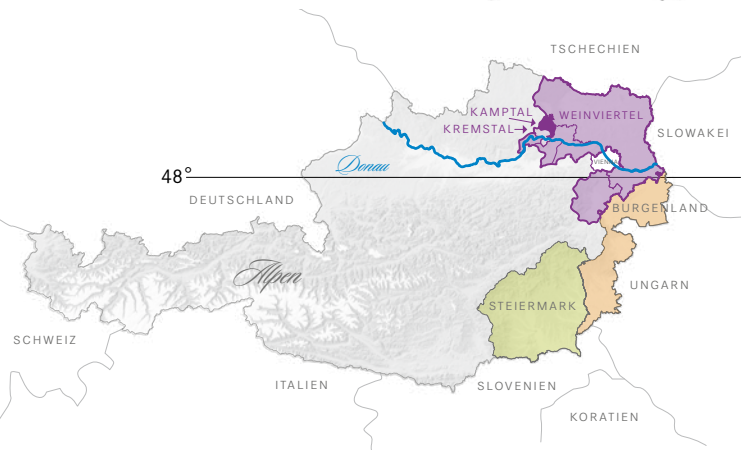 TSCHECHIEN
KAMPTAL
WEINVIERTEL
KREMSTAL
SLOWAKEI
VIENNA
Donau
48°
DEUTSCHLAND
BURGENLAND
Alpen
UNGARN
STEIERMARK
SCHWEIZ
ITALIEN
SLOVENIEN
KORATIEN